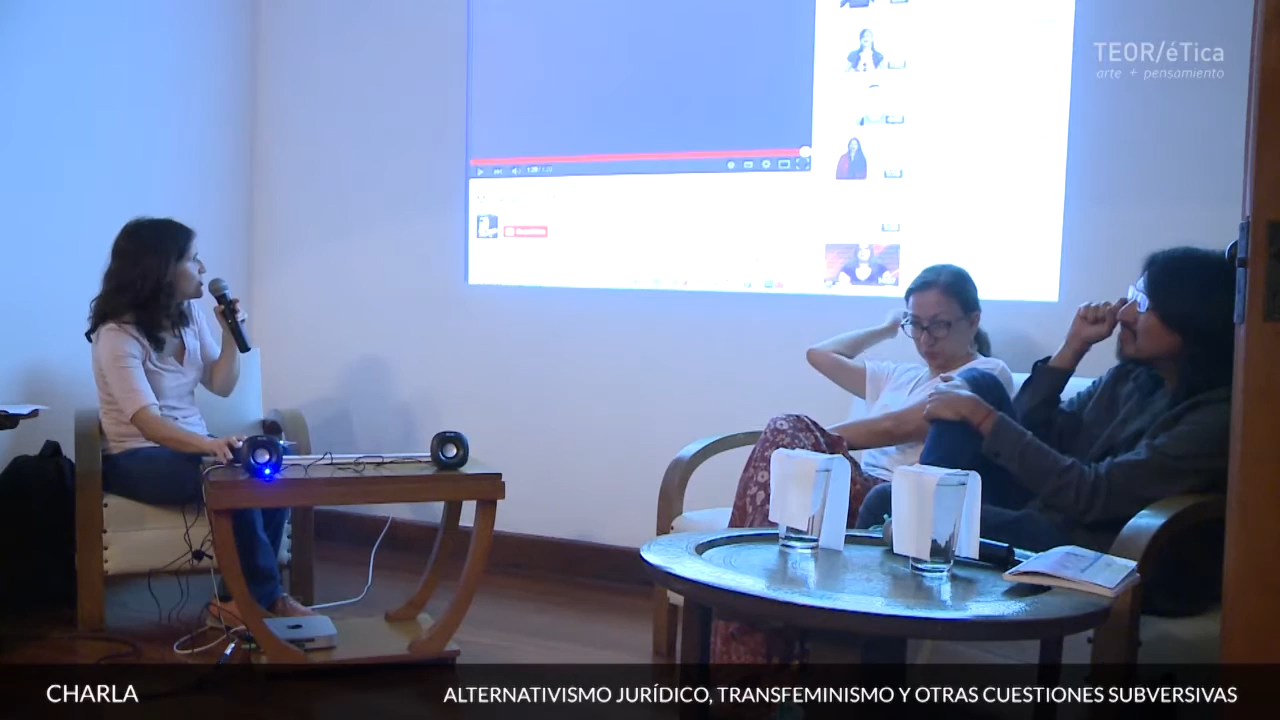 TEOR/éTica
arte + pensamiento
CHARLA
ALTERNATIVISMO JURÍDICO, TRANSFEMINISMO Y OTRAS CUESTIONES SUBVERSIVAS